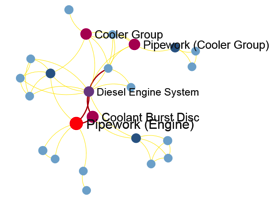 Cooler Group
Pipework (Cooler Group)
Diesel Engine System
Coolant Burst Disc
Pipework (Engine)